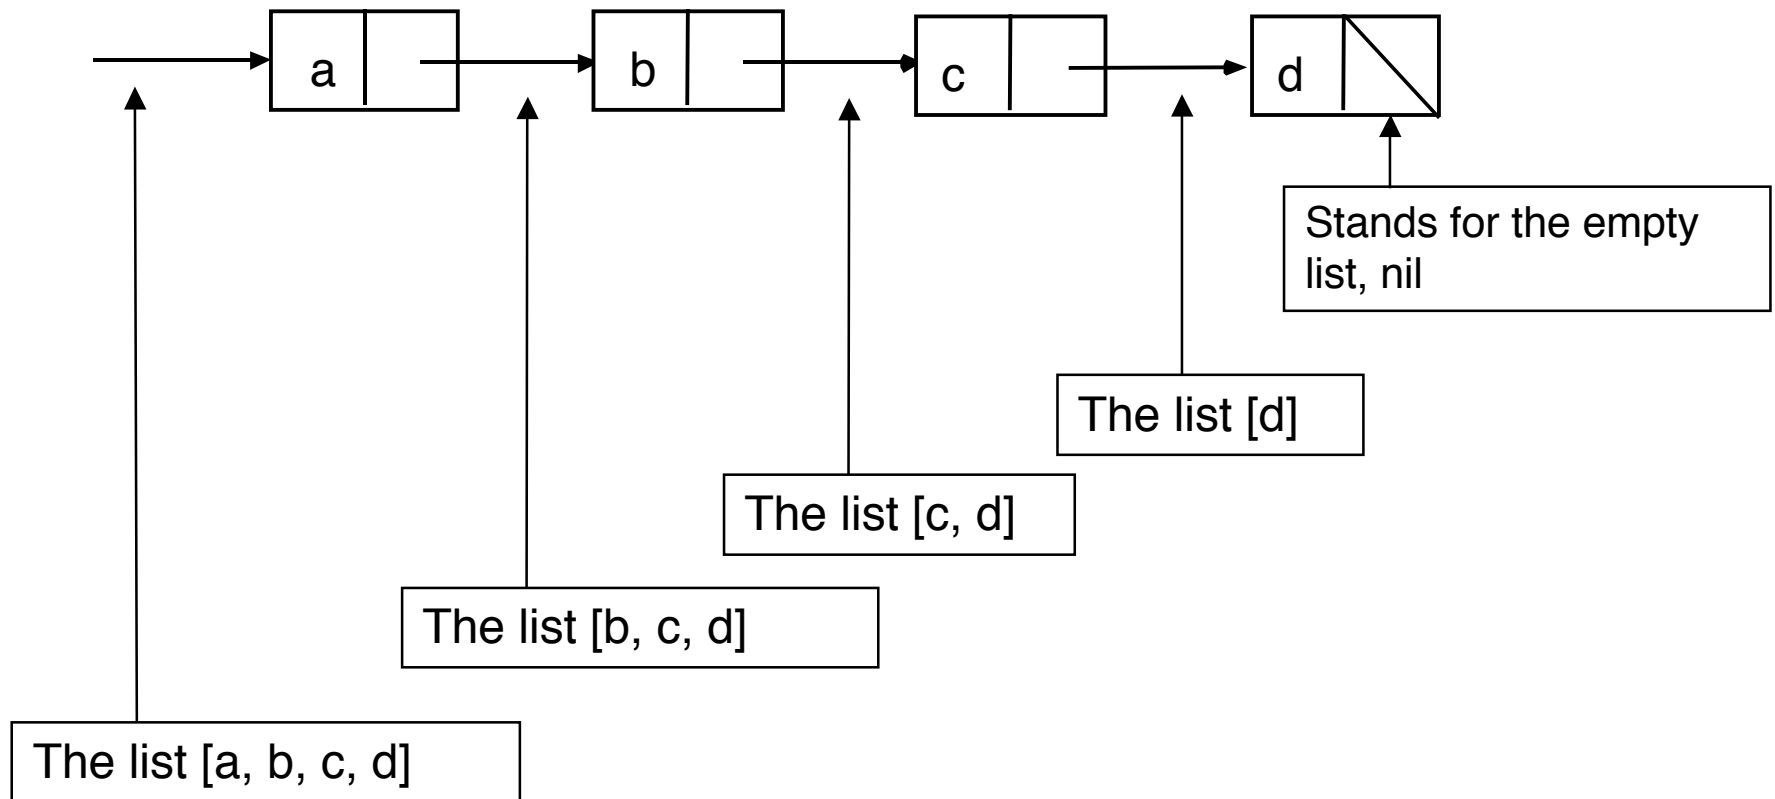 a
b
c
d
Stands for the empty
list, nil
The list [d]
The list [c, d]
The list [b, c, d]
The list [a, b, c, d]